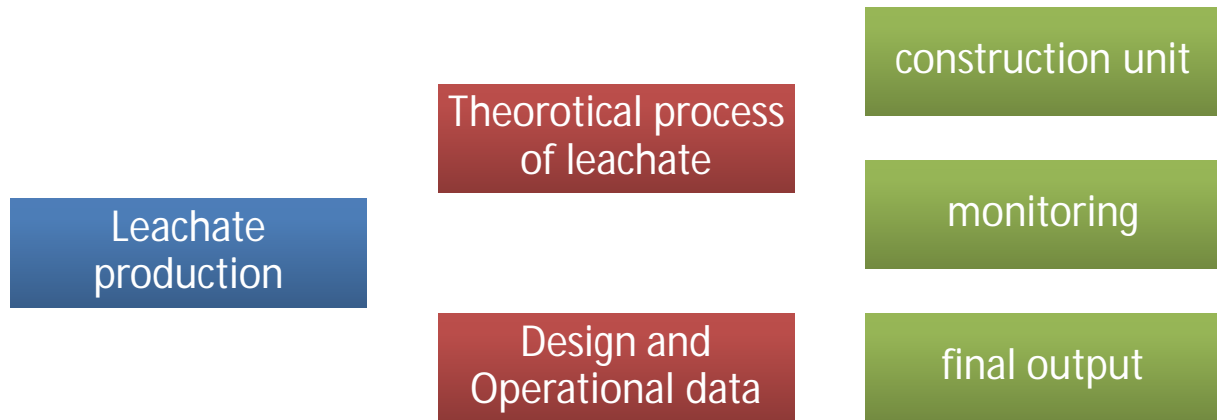 Leachate
production
Theorotical process
of leachate
Design and
Operational data
construction unit
monitoring
final output